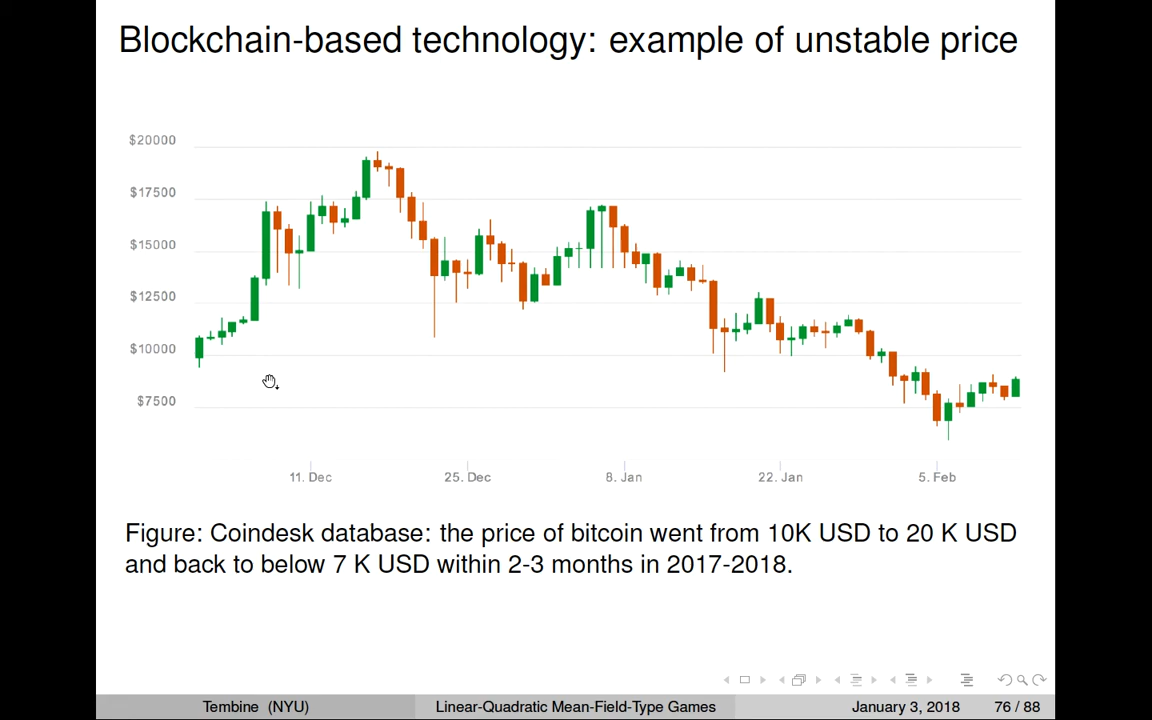 Blockchain-based technology: example of unstable price
$20000
$17500
$15000
$12500
$10000
$7500
11. Dec 25. Dec 8. Jan 22. Jan 5. Feb
Figure: Coindesk database: the price of bitcoin went from 10K USD to 20 K USD
and back to below 7 K USD within 2-3 months in 2017-2018.
Tembine (NYU) Linear-Quadratic Mean-Field-Type Games January 3, 2018 76 / 88